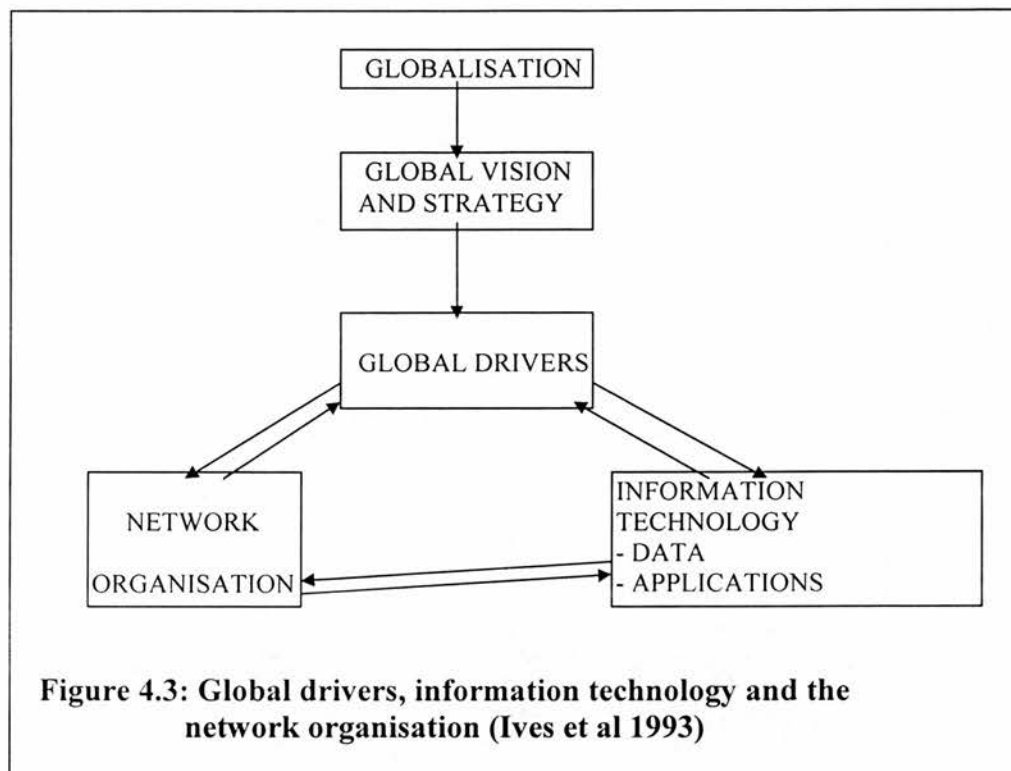 GLOBALISATION
GLOBAL VISION
AND STRATEGY
GLOBAL DRIVERS
NETWORK
ORGANISATION
INFORMATION
TECHNOLOGY
- DATA
- APPLICATIONS
Figure 4.3: Global drivers, information technology and the
network organisation (Ives et al 1993)